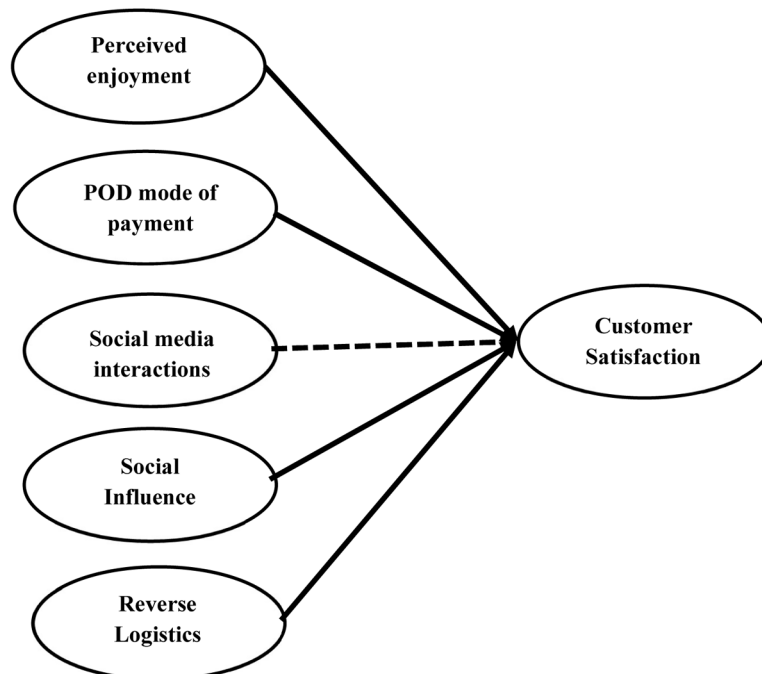 Perceived
enjoyment
POD mode of
payment
Social media
interactions
Social
Influence
Reverse
Logistics
Customer
Satisfaction